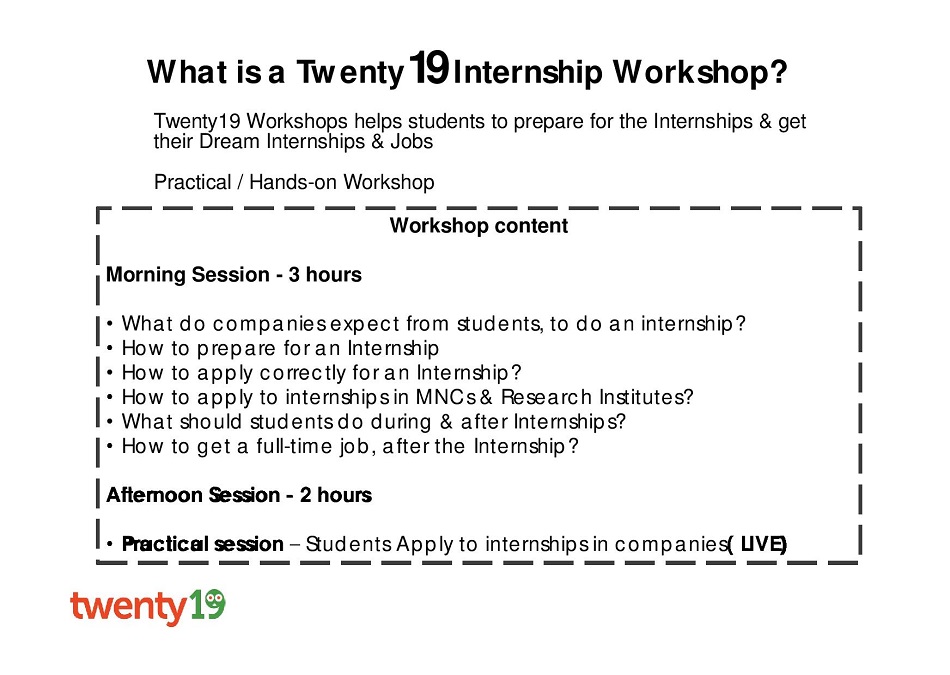 What is a Twenty19 Internship Workshop?
Twenty19 Workshops helps students to prepare for the Internships & get
their Dream Internships & Jobs
Practical / Hands-on Workshop
Workshop content
Morning Session - 3 hours
• What do companies expect from students, to do an internship?
• How to prepare for an Internship
• How to apply correctly for an Internship?
• How to apply to internships in MNCs & Research Institutes?
• What should students do during & after Internships?
• How to get a full-time job, after the Internship?
Afternoon Session - 2 hours
• Practical session – Students Apply to internships in companies( LIVE)
twenty19